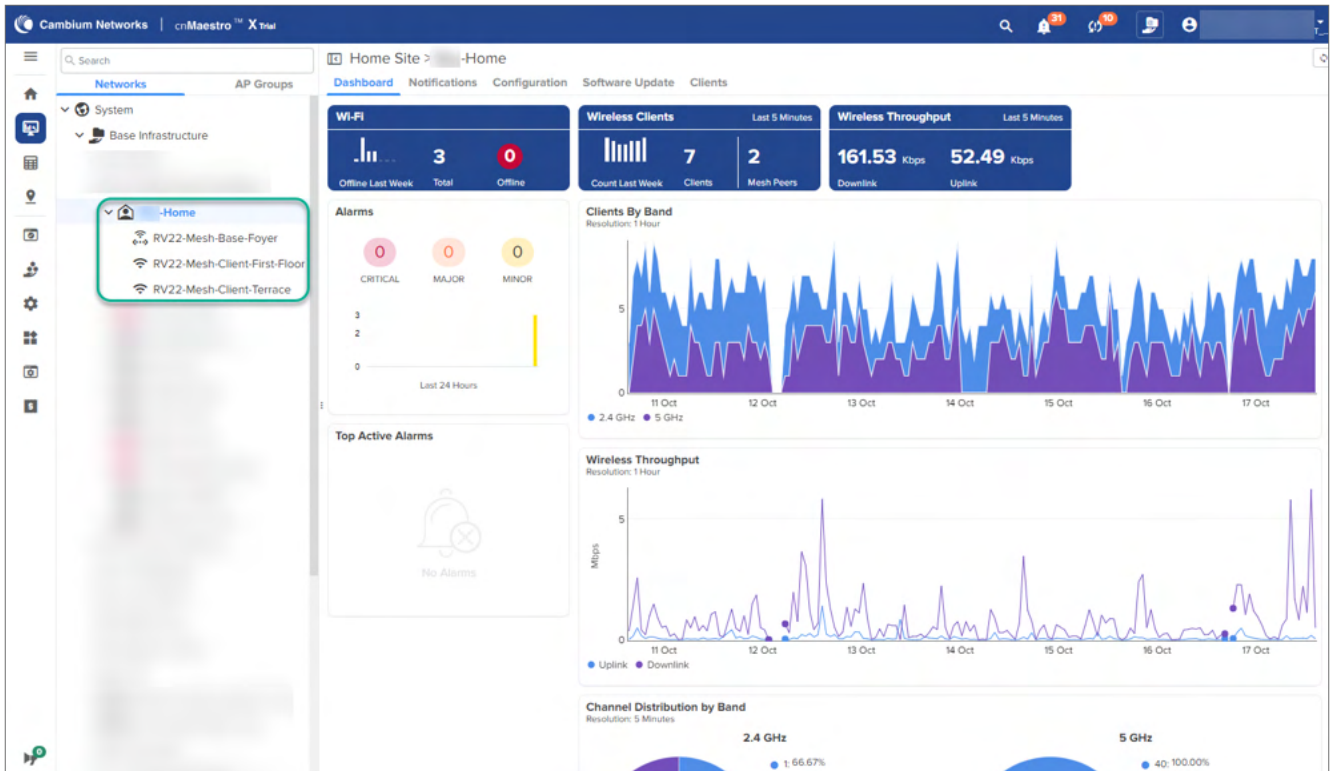 Cambium Networks | cnMaestro™ X Trial
31
10
Search
Networks AP Groups
System
Base Infrastructure
-Home
RV22-Mesh-Base-Foyer
RV22-Mesh-Client-First-Floor
RV22-Mesh-Client-Terrace
0
Home Site > -Home
Dashboard Notifications Configuration Software Update Clients
Wi-Fi
3 0
Offline Last Week Total Offline
Wireless Clients Last 5 Minutes
7 2
Count Last Week Clients Mesh Peers
Wireless Throughput Last 5 Minutes
161.53 Kbps 52.49 Kbps
Downlink Uplink
Alarms
0 0 0
CRITICAL MAJOR MINOR
3
2
0
Last 24 Hours
Top Active Alarms
No Alarms
Clients By Band
Resolution: 1 Hour
5
0
11 Oct 12 Oct 13 Oct 14 Oct 15 Oct 16 Oct 17 Oct
2.4 GHz 5 GHz
Wireless Throughput
Resolution: 1 Hour
Mbps
5
0
11 Oct 12 Oct 13 Oct 14 Oct 15 Oct 16 Oct 17 Oct
Uplink Downlink
Channel Distribution by Band
Resolution: 5 Minutes
2.4 GHz 5 GHz
1: 66.67% 40: 100.00%